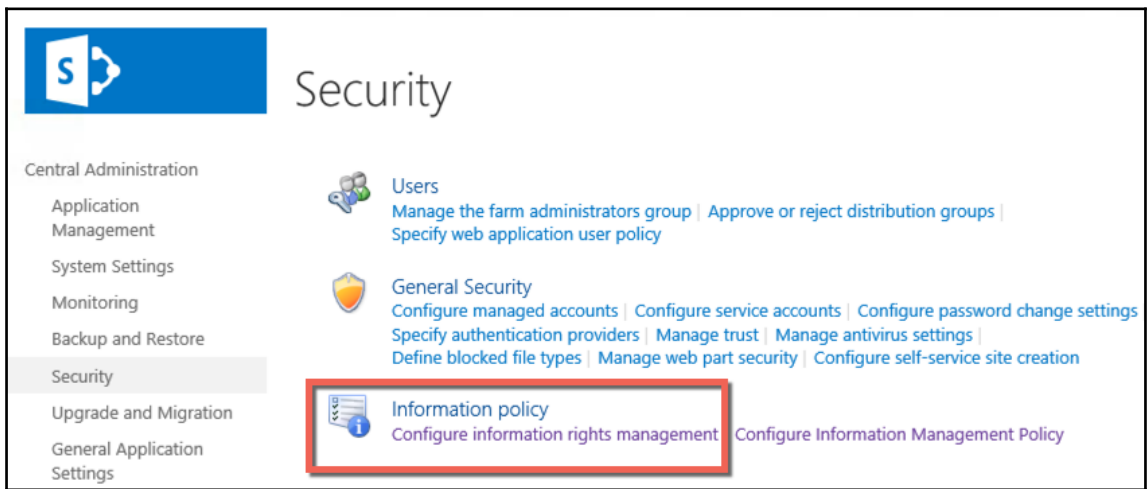 S
Security
Central Administration
Application
Management
System Settings
Monitoring
Backup and Restore
Security
Upgrade and Migration
General Application
Settings
Users
Manage the farm administrators group | Approve or reject distribution groups |
Specify web application user policy
General Security
Configure managed accounts | Configure service accounts | Configure password change settings
Specify authentication providers | Manage trust | Manage antivirus settings |
Define blocked file types | Manage web part security | Configure self-service site creation
Information policy
Configure information rights management Configure Information Management Policy